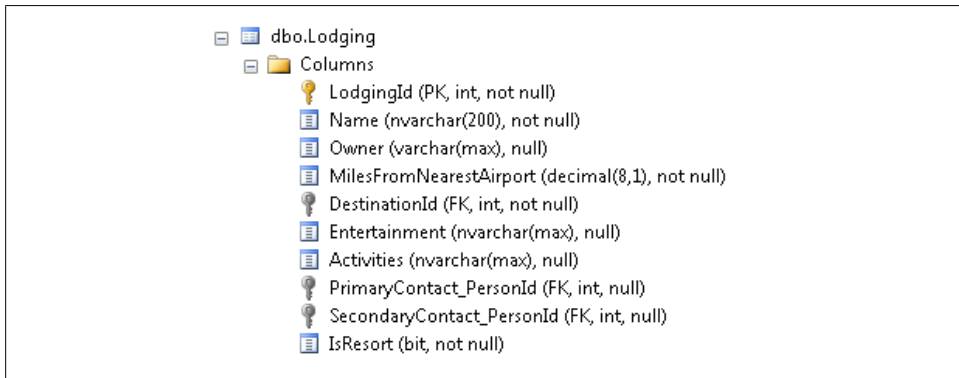 dbo.Lodging
Columns
LodgingId (PK, int, not null)
Name (nvarchar(200), not null)
Owner (varchar(max), null)
MilesFromNearestAirport (decimal(8,1), not null)
DestinationId (FK, int, not null)
Entertainment (nvarchar(max), null)
Activities (nvarchar(max), null)
PrimaryContact_PersonId (FK, int, null)
SecondaryContact_PersonId (FK, int, null)
IsResort (bit, not null)